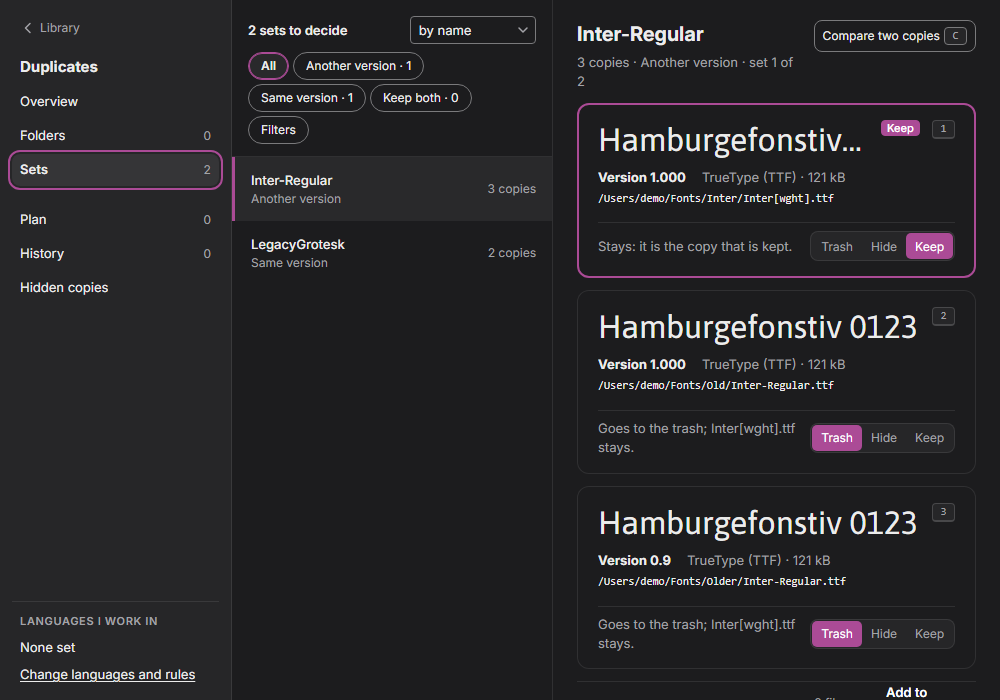 Library
Duplicates
Overview
Folders 0
Sets 2
Plan 0
History 0
Hidden copies
LANGUAGES I WORK IN
None set
Change languages and rules
2 sets to decide
by name
All
Another version · 1
Same version · 1
Keep both · 0
Filters
Inter-Regular
Another version
3 copies
LegacyGrotesk
Same version
2 copies
Inter-Regular
3 copies · Another version · set 1 of
2
Compare two copies C
Hamburgefonstiv...
Keep
1
Version 1.000 TrueType (TTF) · 121 kB
/Users/demo/Fonts/Inter/Inter[wght].ttf
Stays: it is the copy that is kept.
Trash Hide Keep
Hamburgefonstiv 0123
2
Version 1.000 TrueType (TTF) · 121 kB
/Users/demo/Fonts/Old/Inter-Regular.ttf
Goes to the trash; Inter[wght].ttf
stays.
Trash Hide Keep
Hamburgefonstiv 0123
3
Version 0.9 TrueType (TTF) · 121 kB
/Users/demo/Fonts/Older/Inter-Regular.ttf
Goes to the trash; Inter[wght].ttf
stays.
Trash Hide Keep
Add to